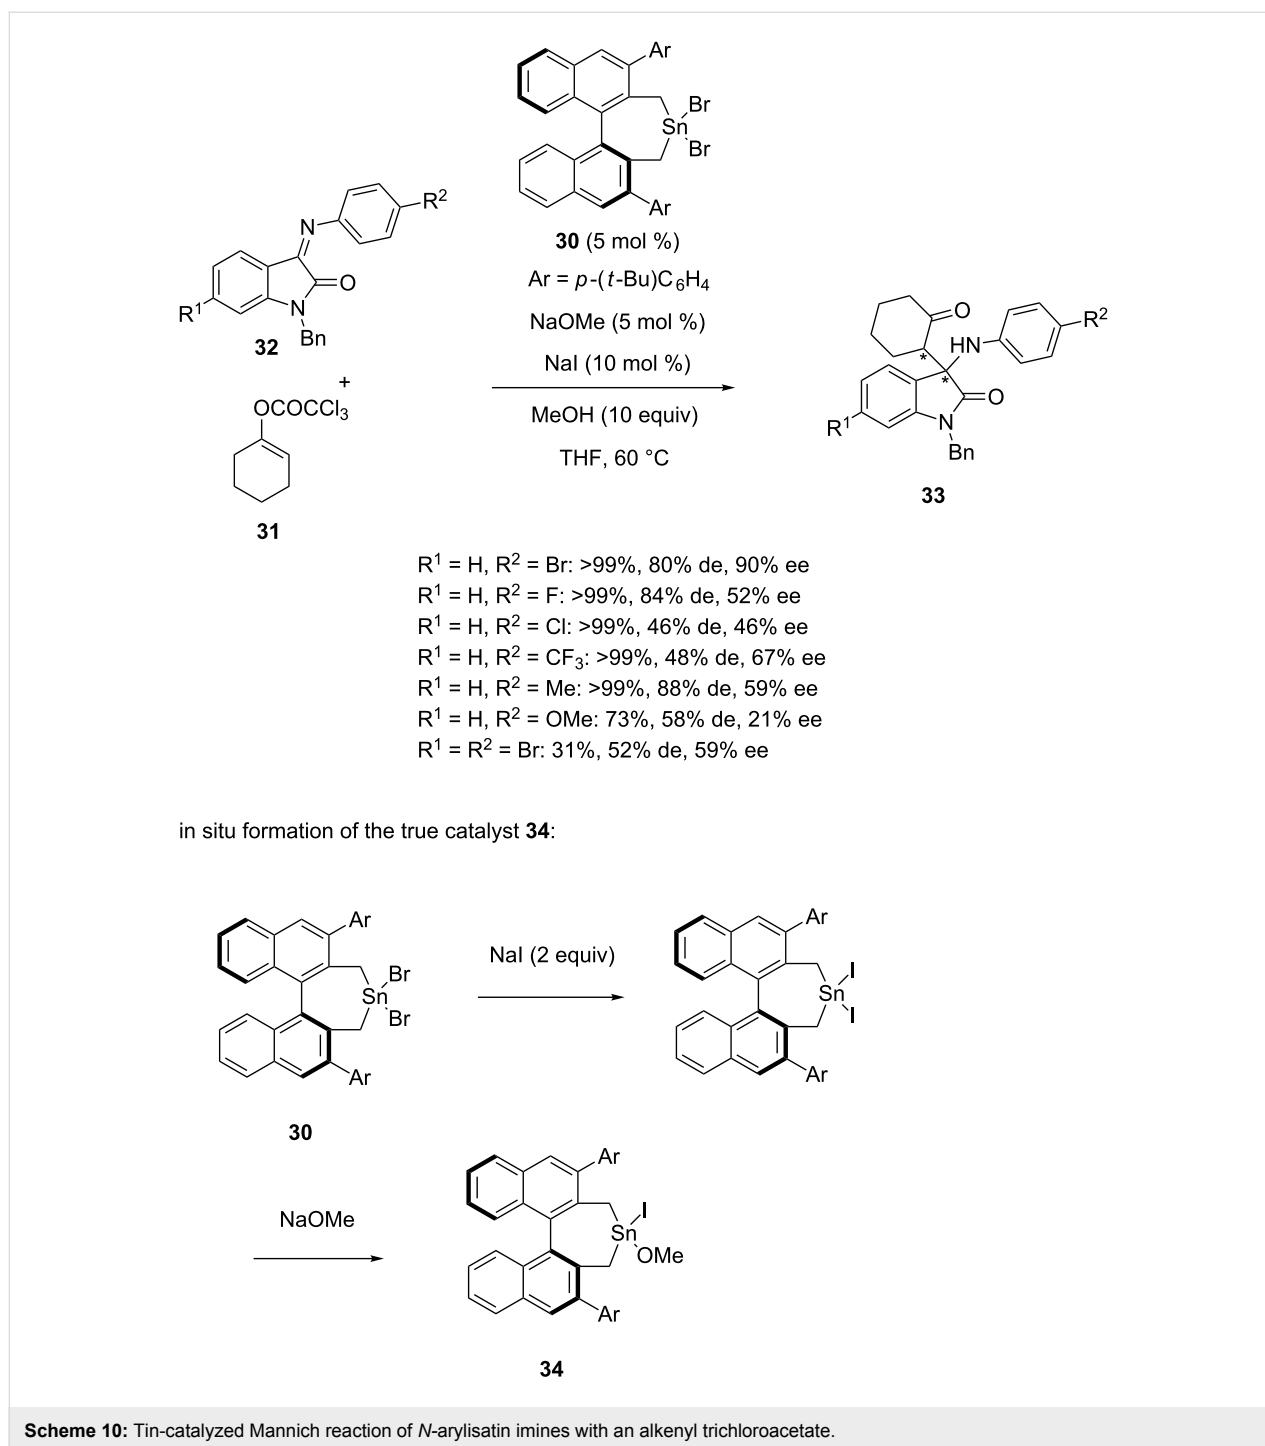 Ar
Br
Sn
Br
Ar
30 (5 mol %)
Ar = p-(t-Bu)C6H4
NaOMe (5 mol %)
NaI (10 mol %)
MeOH (10 equiv)
THF, 60 °C
R2
N
O
R1
N
Bn
32
+
OCOCCl3
31
O
HN
R2
*
*
O
R1
N
Bn
33
R1 = H, R2 = Br: >99%, 80% de, 90% ee
R1 = H, R2 = F: >99%, 84% de, 52% ee
R1 = H, R2 = Cl: >99%, 46% de, 46% ee
R1 = H, R2 = CF3: >99%, 48% de, 67% ee
R1 = H, R2 = Me: >99%, 88% de, 59% ee
R1 = H, R2 = OMe: 73%, 58% de, 21% ee
R1 = R2 = Br: 31%, 52% de, 59% ee
in situ formation of the true catalyst 34:
Ar
Br
Sn
Br
Ar
30
NaI (2 equiv)
Ar
I
Sn
I
Ar
NaOMe
Ar
I
Sn
OMe
Ar
34
Scheme 10: Tin-catalyzed Mannich reaction of N-arylisatin imines with an alkenyl trichloroacetate.